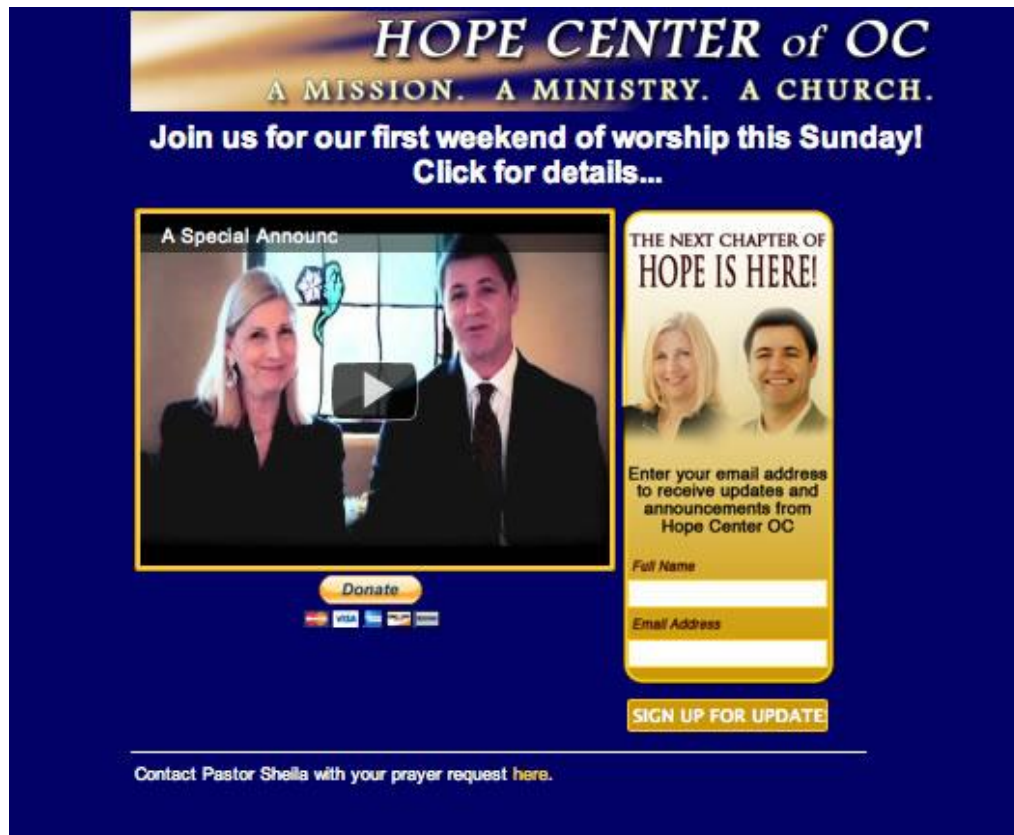 HOPE CENTER of OC
A MISSION. A MINISTRY. A CHURCH.
Join us for our first weekend of worship this Sunday!
Click for details...
A Special Announc
THE NEXT CHAPTER OF
HOPE IS HERE!
Enter your email address
to receive updates and
announcements from
Hope Center OC
Full Name
Email Address
SIGN UP FOR UPDATE
Donate
VISA
Contact Pastor Sheila with your prayer request here.